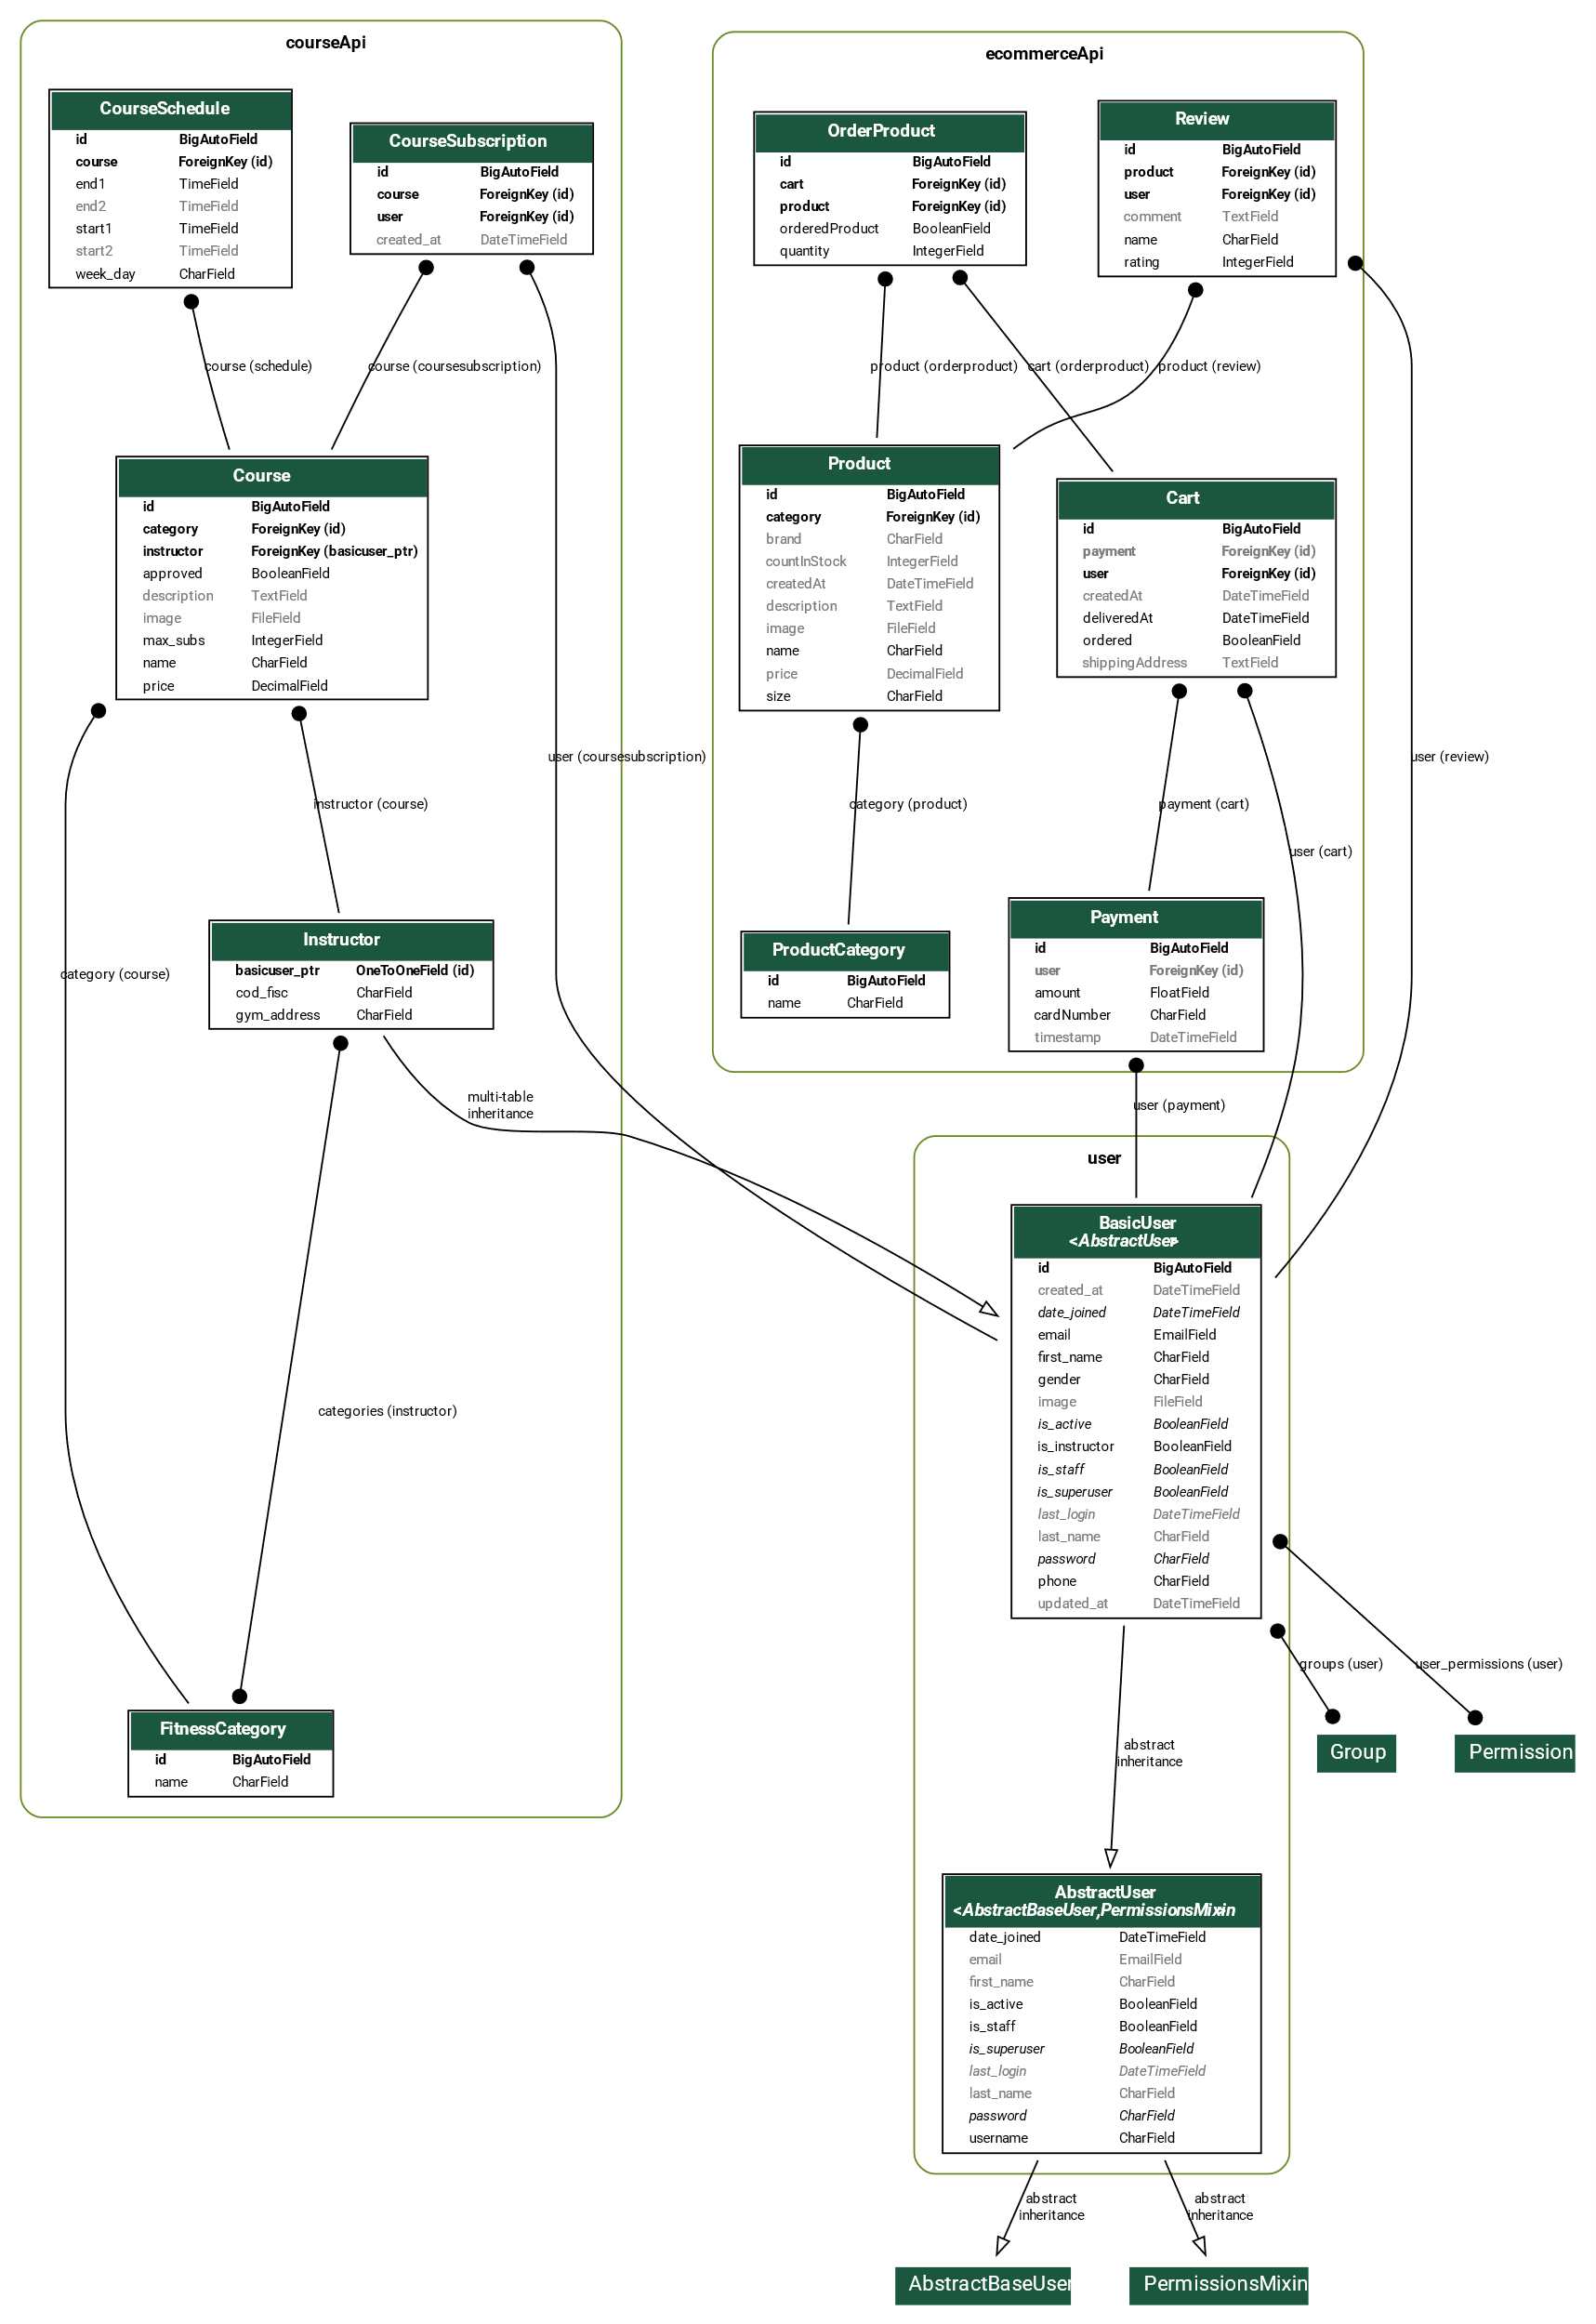 courseApi
CourseSchedule
id BigAutoField
course ForeignKey (id)
end1 TimeField
end2 TimeField
start1 TimeField
start2 TimeField
week_day CharField
CourseSubscription
id BigAutoField
course ForeignKey (id)
user ForeignKey (id)
created_at DateTimeField
course (schedule)
course (coursesubscription)
Course
id BigAutoField
category ForeignKey (id)
instructor ForeignKey (basicuser_ptr)
approved BooleanField
description TextField
image FileField
max_subs IntegerField
name CharField
price DecimalField
user (coursesubscription)
instructor (course)
category (course)
Instructor
basicuser_ptr OneToOneField (id)
cod_fisc CharField
gym_address CharField
multi-table
inheritance
categories (instructor)
FitnessCategory
id BigAutoField
name CharField
ecommerceApi
OrderProduct
id BigAutoField
cart ForeignKey (id)
product ForeignKey (id)
orderedProduct BooleanField
quantity IntegerField
Review
id BigAutoField
product ForeignKey (id)
user ForeignKey (id)
comment TextField
name CharField
rating IntegerField
product (orderproduct)
cart (orderproduct)
product (review)
Product
id BigAutoField
category ForeignKey (id)
brand CharField
countInStock IntegerField
createdAt DateTimeField
description TextField
image FileField
name CharField
price DecimalField
size CharField
Cart
id BigAutoField
payment ForeignKey (id)
user ForeignKey (id)
createdAt DateTimeField
deliveredAt DateTimeField
ordered BooleanField
shippingAddress TextField
user (review)
category (product)
payment (cart)
user (cart)
ProductCategory
id BigAutoField
name CharField
Payment
id BigAutoField
user ForeignKey (id)
amount FloatField
cardNumber CharField
timestamp DateTimeField
user (payment)
user
BasicUser
<AbstractUser>
id BigAutoField
created_at DateTimeField
date_joined DateTimeField
email EmailField
first_name CharField
gender CharField
image FileField
is_active BooleanField
is_instructor BooleanField
is_staff BooleanField
is_superuser BooleanField
last_login DateTimeField
last_name CharField
password CharField
phone CharField
updated_at DateTimeField
groups (user)
user_permissions (user)
Group
Permission
abstract
inheritance
AbstractUser
<AbstractBaseUser,PermissionsMixin>
date_joined DateTimeField
email EmailField
first_name CharField
is_active BooleanField
is_staff BooleanField
is_superuser BooleanField
last_login DateTimeField
last_name CharField
password CharField
username CharField
abstract
inheritance
abstract
inheritance
AbstractBaseUser
PermissionsMixin